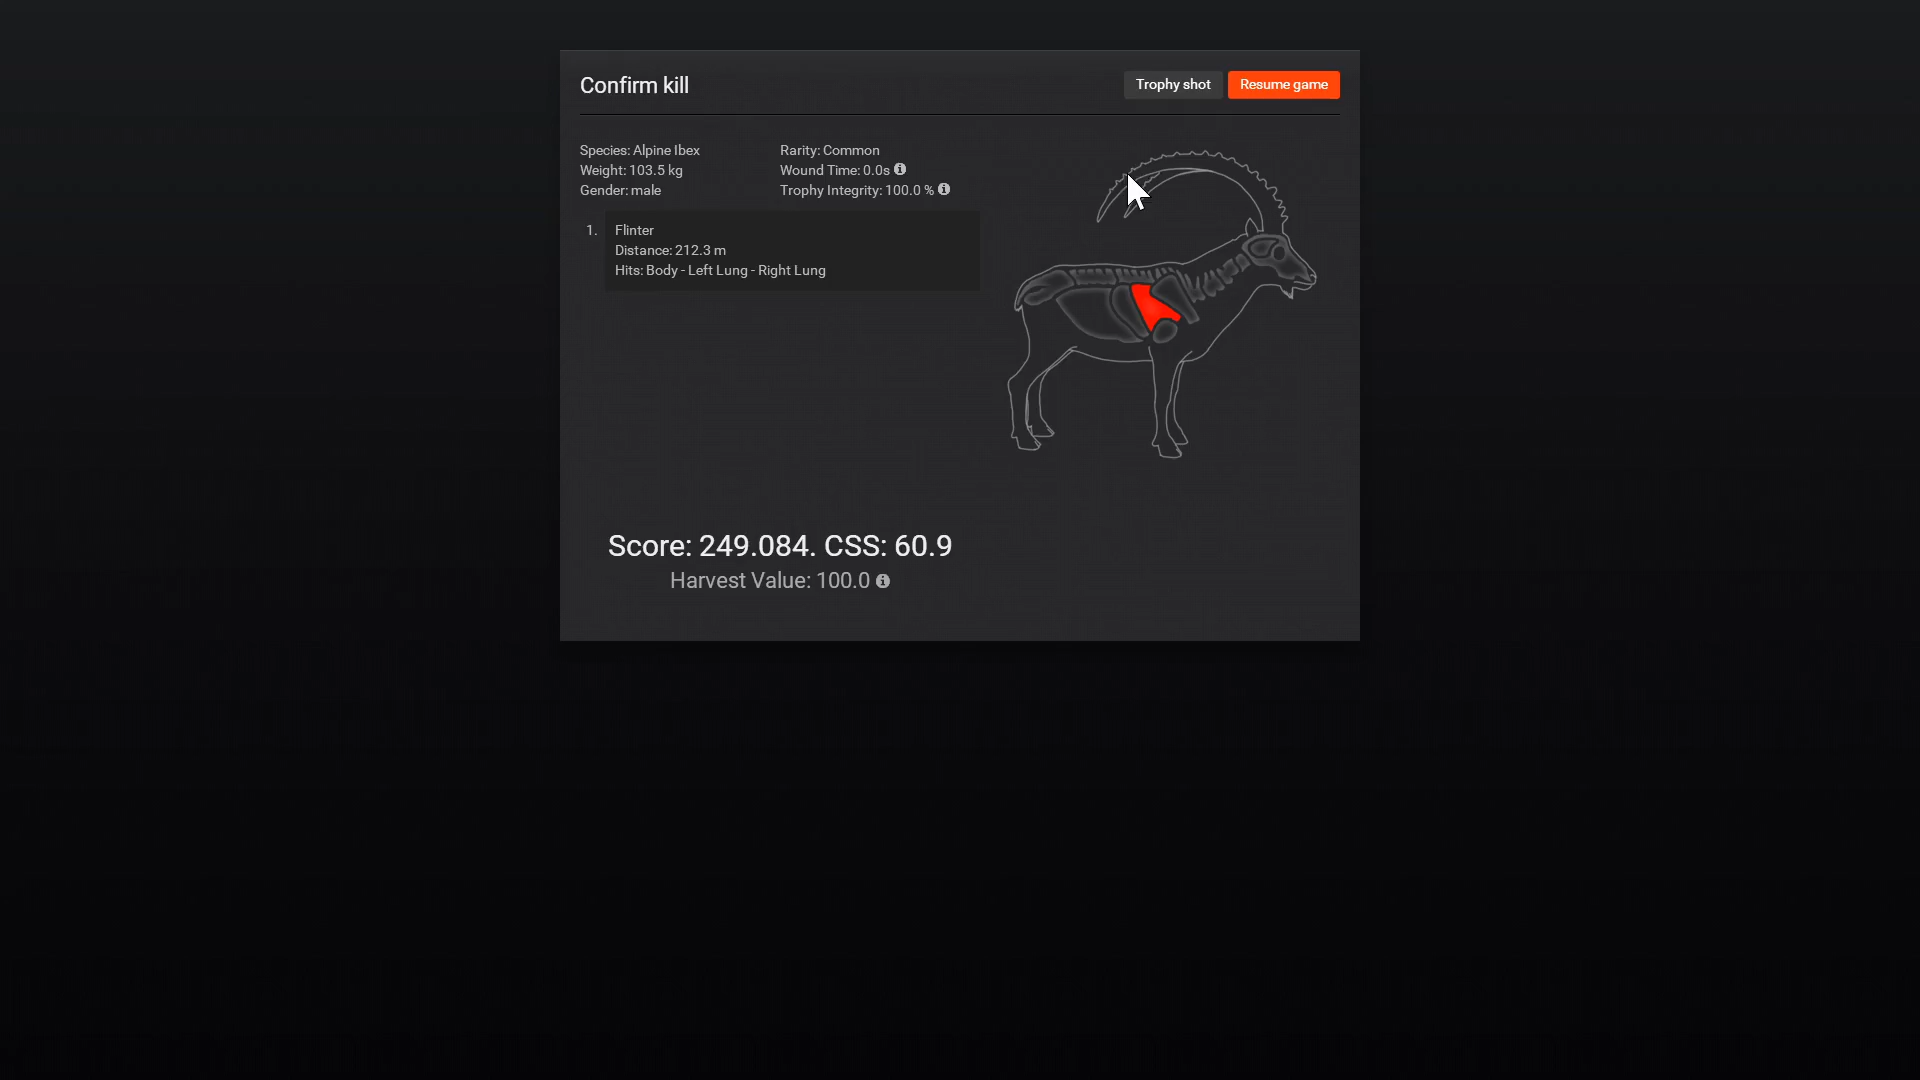 Confirm kill
Trophy shot
Resume game
Species: Alpine Ibex
Weight: 103.5 kg
Gender: male
Rarity: Common
Wound Time: 0.0s
Trophy Integrity: 100.0 %
1.
Flinter
Distance: 212.3 m
Hits: Body - Left Lung - Right Lung
Score: 249.084. CSS: 60.9
Harvest Value: 100.0